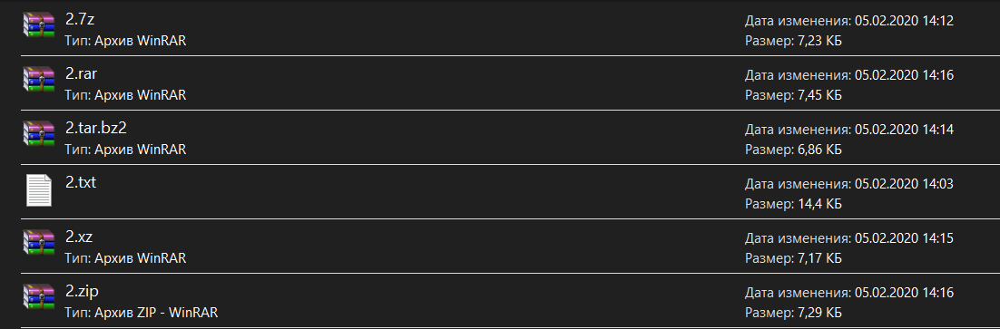 2.7z
Тип: Архив WinRAR
Дата изменения: 05.02.2020 14:12
Размер: 7,23 КБ
2.rar
Тип: Архив WinRAR
Дата изменения: 05.02.2020 14:16
Размер: 7,45 КБ
2.tar.bz2
Тип: Архив WinRAR
Дата изменения: 05.02.2020 14:14
Размер: 6,86 КБ
2.txt
Дата изменения: 05.02.2020 14:03
Размер: 14,4 КБ
2.xz
Тип: Архив WinRAR
Дата изменения: 05.02.2020 14:15
Размер: 7,17 КБ
2.zip
Тип: Архив ZIP - WinRAR
Дата изменения: 05.02.2020 14:16
Размер: 7,29 КБ